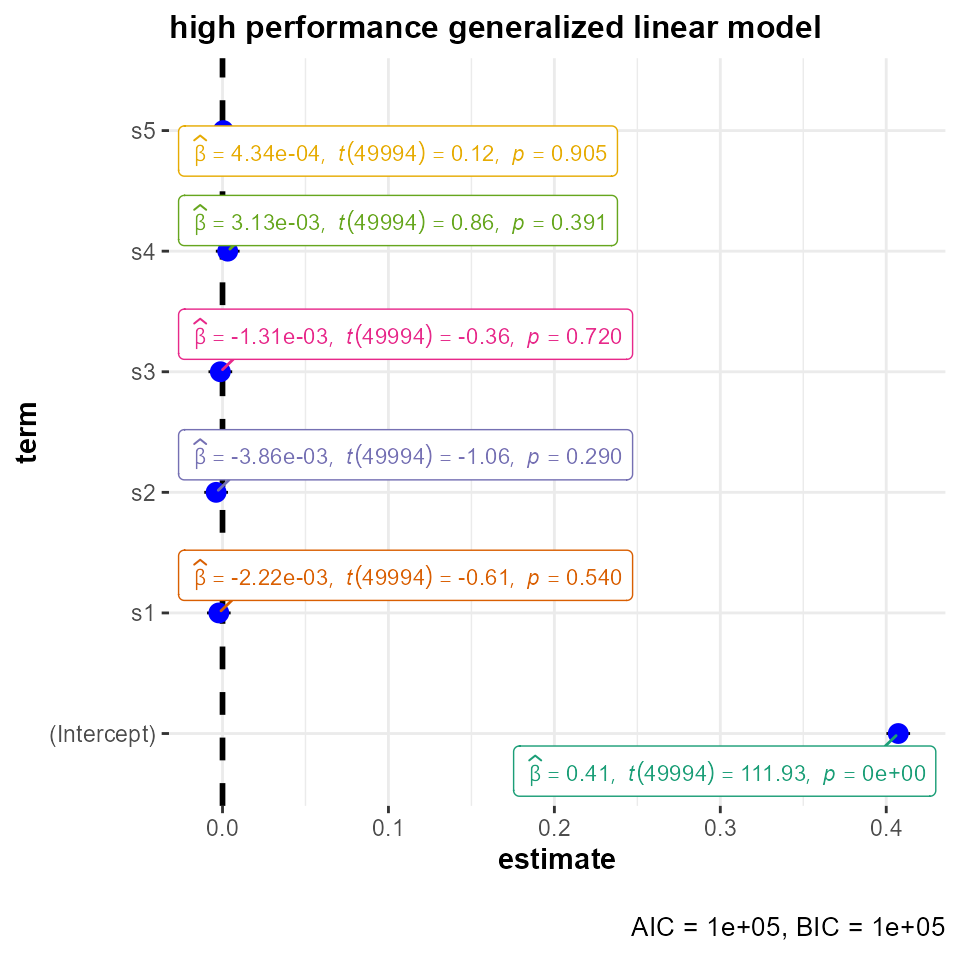 high performance generalized linear model
s5
β̂ = 4.34e-04, t(49994) = 0.12, p = 0.905
β̂ = 3.13e-03, t(49994) = 0.86, p = 0.391
s4
β̂ = -1.31e-03, t(49994) = -0.36, p = 0.720
s3
β̂ = -3.86e-03, t(49994) = -1.06, p = 0.290
s2
β̂ = -2.22e-03, t(49994) = -0.61, p = 0.540
s1
(Intercept)
β̂ = 0.41, t(49994) = 111.93, p = 0e+00
term
0.0 0.1 0.2 0.3 0.4
estimate
AIC = 1e+05, BIC = 1e+05